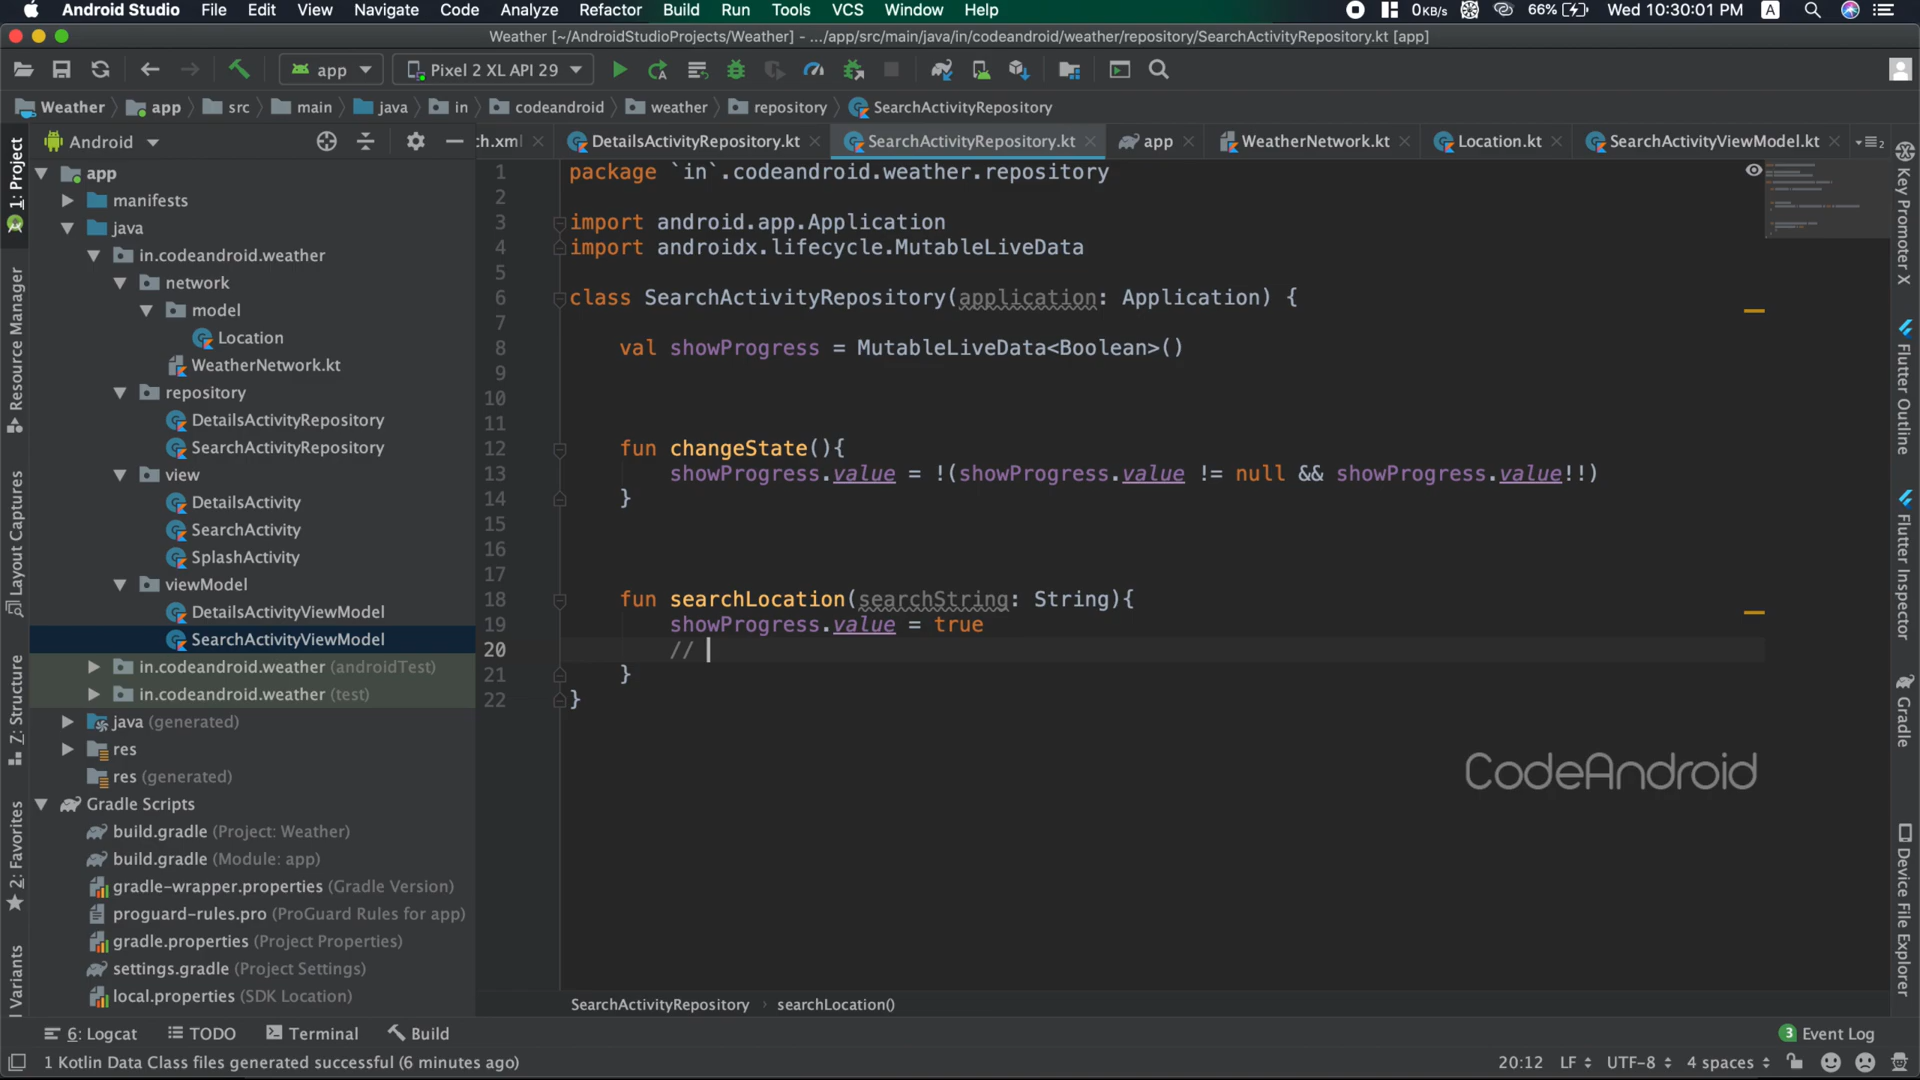 Android Studio File Edit View Navigate Code Analyze Refactor Build Run Tools VCS Window Help 0KB/s 66% Wed 10:30:01 PM A
Weather [~/AndroidStudioProjects/Weather] - .../app/src/main/java/in/codeandroid/weather/repository/SearchActivityRepository.kt [app]
app Pixel 2 XL API 29
Weather app src main java in codeandroid weather repository SearchActivityRepository
Android
ch.xml DetailsActivityRepository.kt SearchActivityRepository.kt app WeatherNetwork.kt Location.kt SearchActivityViewModel.kt 2
1: Project
Resource Manager
Layout Captures
7: Structure
2: Favorites
Variants
app
manifests
java
in.codeandroid.weather
network
model
Location
WeatherNetwork.kt
repository
DetailsActivityRepository
SearchActivityRepository
view
DetailsActivity
SearchActivity
SplashActivity
viewModel
DetailsActivityViewModel
SearchActivityViewModel
in.codeandroid.weather (androidTest)
in.codeandroid.weather (test)
java (generated)
res
res (generated)
Gradle Scripts
build.gradle (Project: Weather)
build.gradle (Module: app)
gradle-wrapper.properties (Gradle Version)
proguard-rules.pro (ProGuard Rules for app)
gradle.properties (Project Properties)
settings.gradle (Project Settings)
local.properties (SDK Location)
1 package `in`.codeandroid.weather.repository
2
3 import android.app.Application
4 import androidx.lifecycle.MutableLiveData
5
6 class SearchActivityRepository(application: Application) {
7
8 val showProgress = MutableLiveData<Boolean>()
9
10
11
12 fun changeState(){
13 showProgress.value = !(showProgress.value != null && showProgress.value!!)
14 }
15
16
17
18 fun searchLocation(searchString: String){
19 showProgress.value = true
20 //
21 }
22 }
CodeAndroid
Key Promoter X
Flutter Outline
Flutter Inspector
Gradle
Device File Explorer
SearchActivityRepository › searchLocation()
6: Logcat TODO Terminal Build 3 Event Log
1 Kotlin Data Class files generated successful (6 minutes ago) 20:12 LF UTF-8 4 spaces